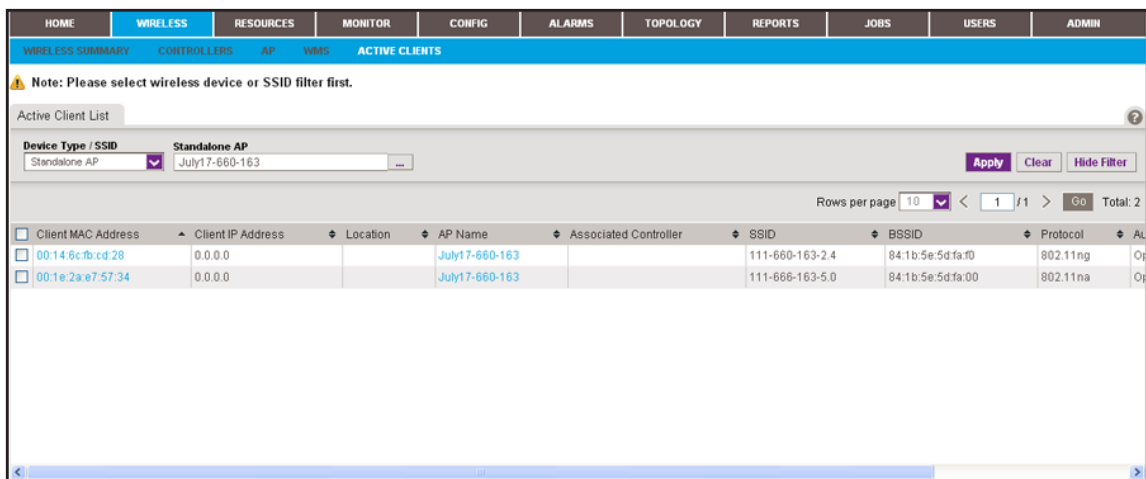 HOME WIRELESS RESOURCES MONITOR CONFIG ALARMS TOPOLOGY REPORTS JOBS USERS ADMIN
WIRELESS SUMMARY CONTROLLERS AP WMS ACTIVE CLIENTS
Note: Please select wireless device or SSID filter first.
Active Client List
Device Type / SSID Standalone AP
Standalone AP July17-660-163 ... Apply Clear Hide Filter
Rows per page 10 < 1 /1 > Go Total: 2
Client MAC Address Client IP Address Location AP Name Associated Controller SSID BSSID Protocol Au
00:14:6c:fb:cd:28 0.0.0.0 July17-660-163 111-660-163-2.4 84:1b:5e:5d:fa:f0 802.11ng Op
00:1e:2a:e7:57:34 0.0.0.0 July17-660-163 111-666-163-5.0 84:1b:5e:5d:fa:00 802.11na Op